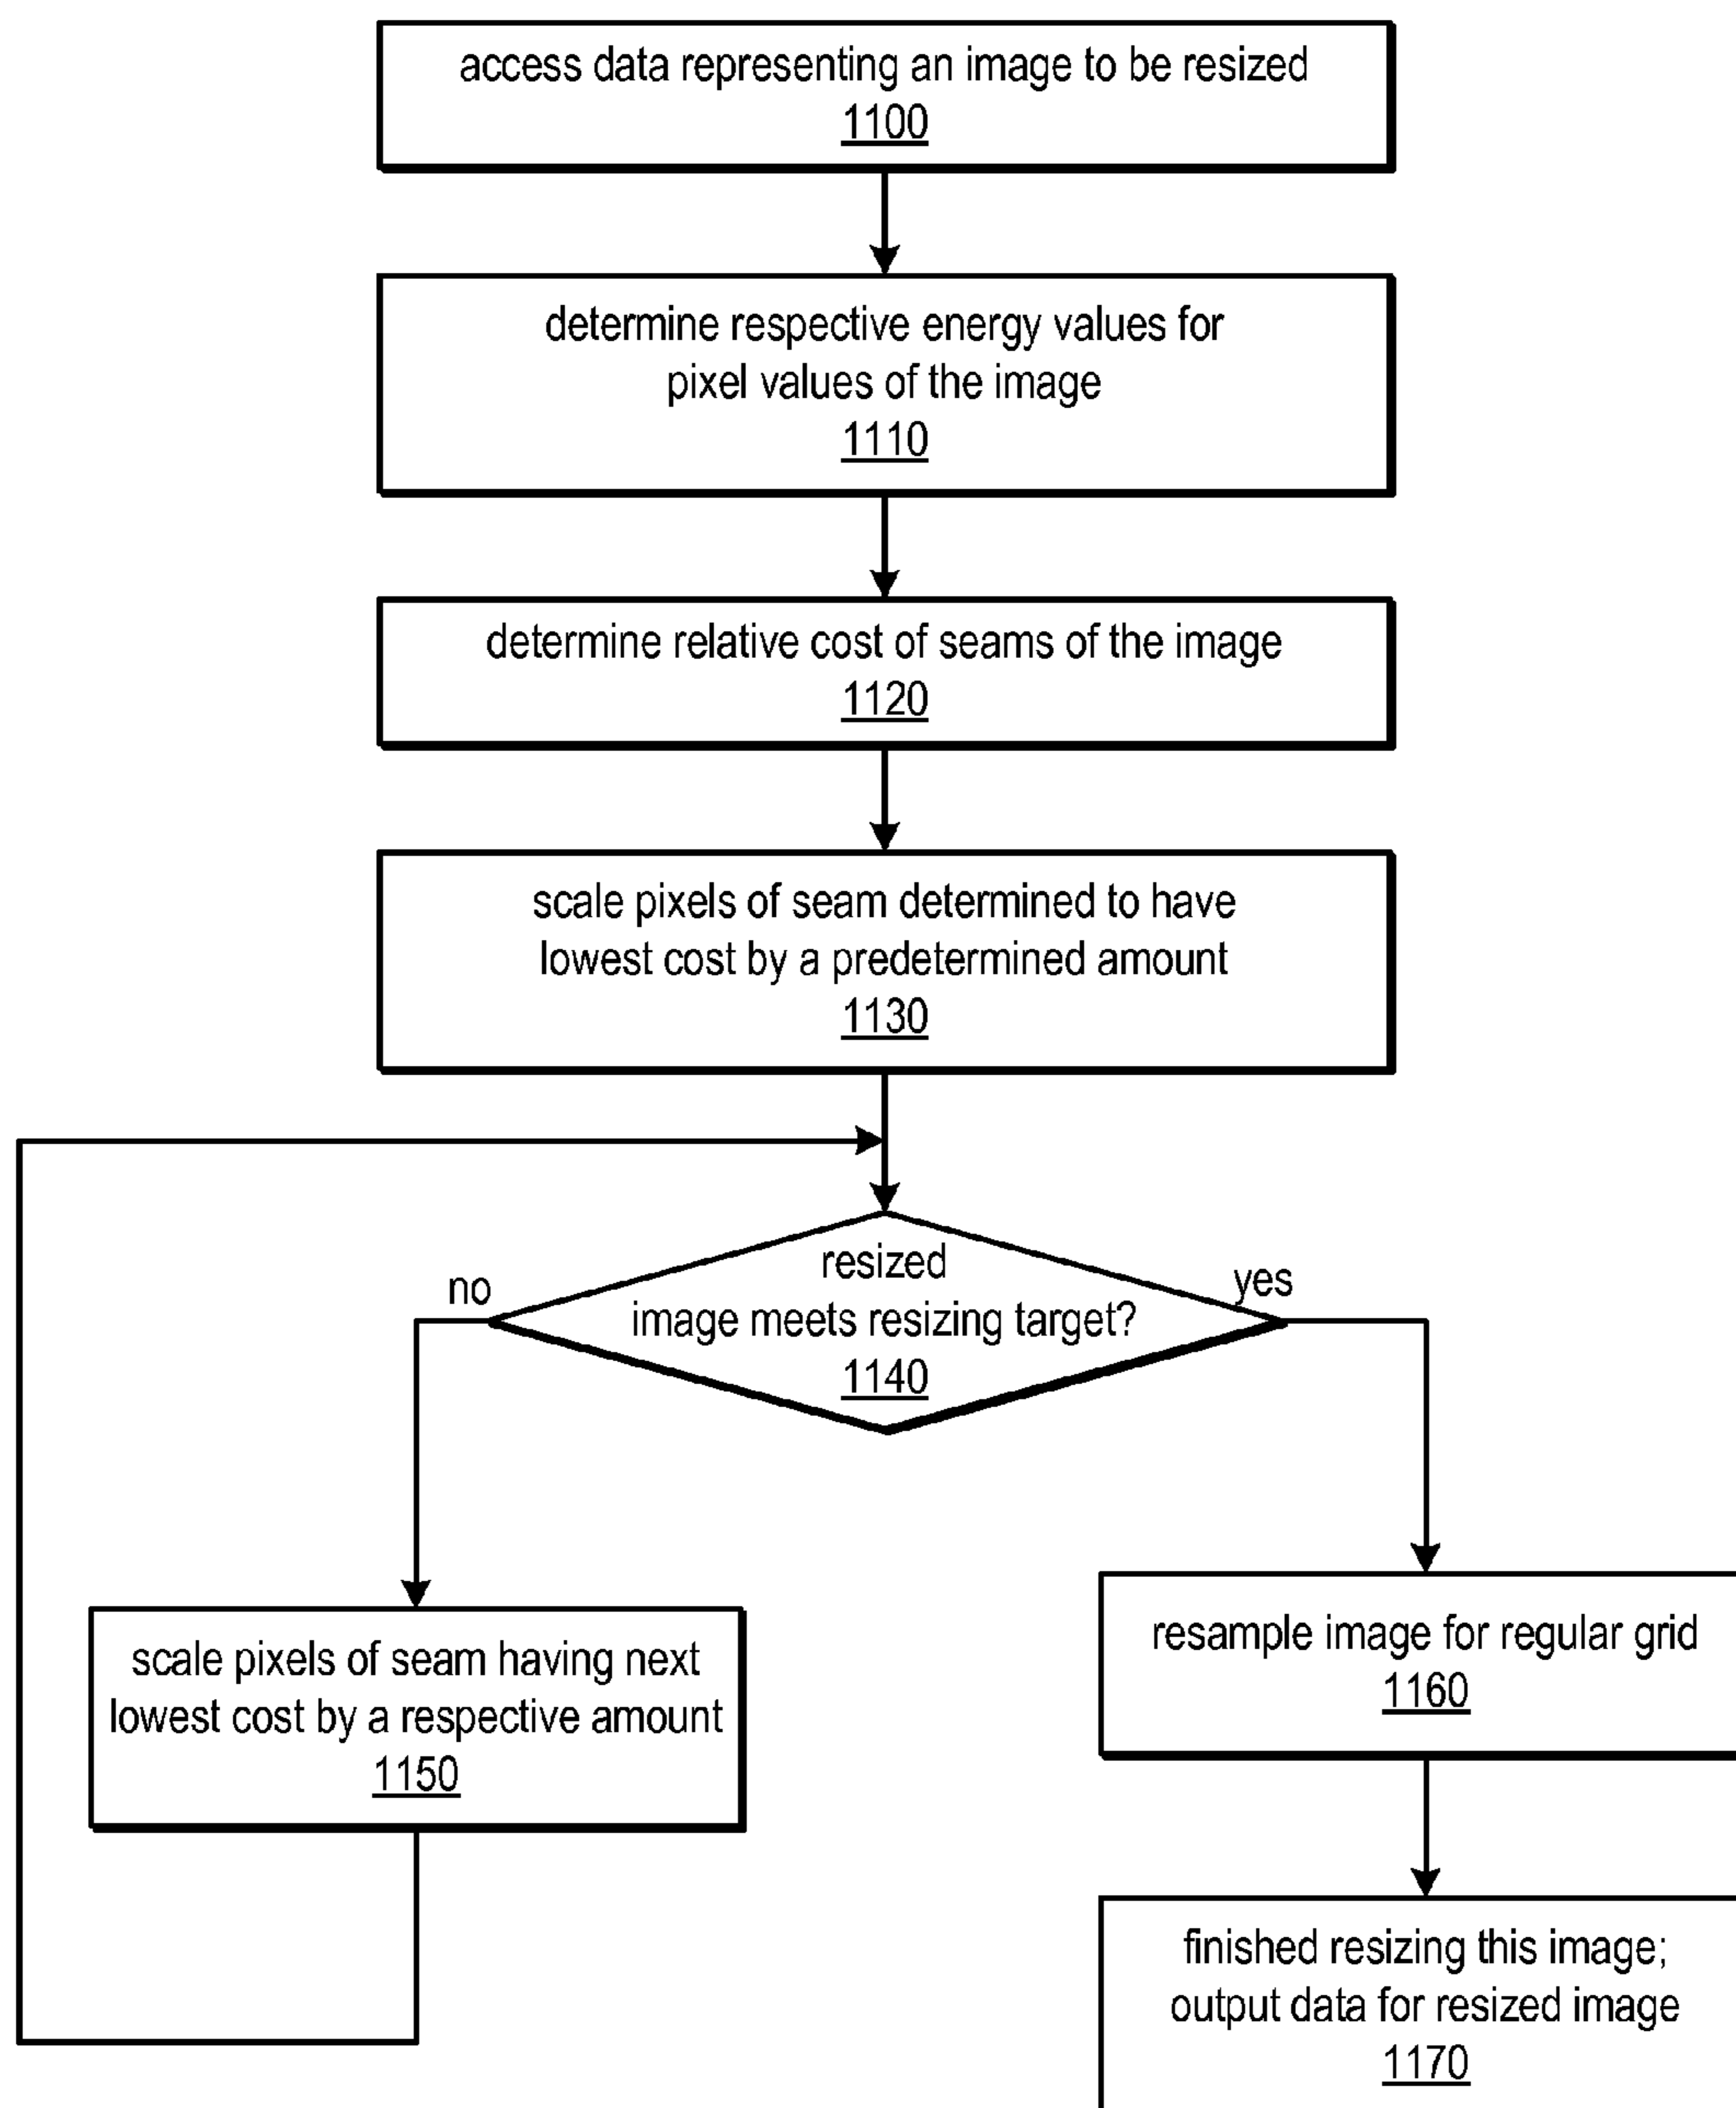 access data representing an image to be resized
1100
determine respective energy values for
pixel values of the image
1110
determine relative cost of seams of the image
1120
scale pixels of seam determined to have
lowest cost by a predetermined amount
1130
resized
image meets resizing target?
1140
no
yes
scale pixels of seam having next
lowest cost by a respective amount
1150
resample image for regular grid
1160
finished resizing this image;
output data for resized image
1170